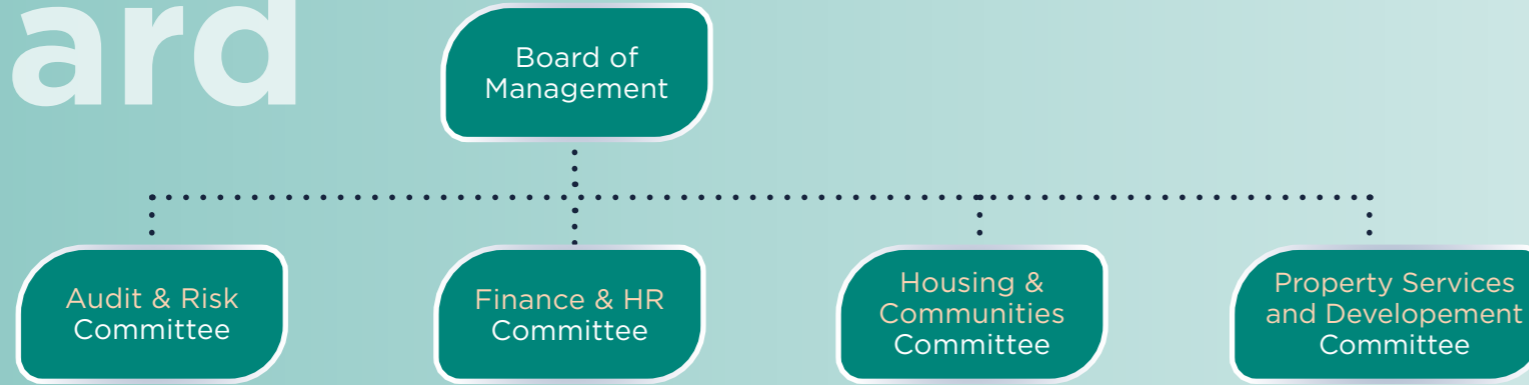 ard
Board of
Management
Audit & Risk
Committee
Finance & HR
Committee
Housing &
Communities
Committee
Property Services
and Developement
Committee